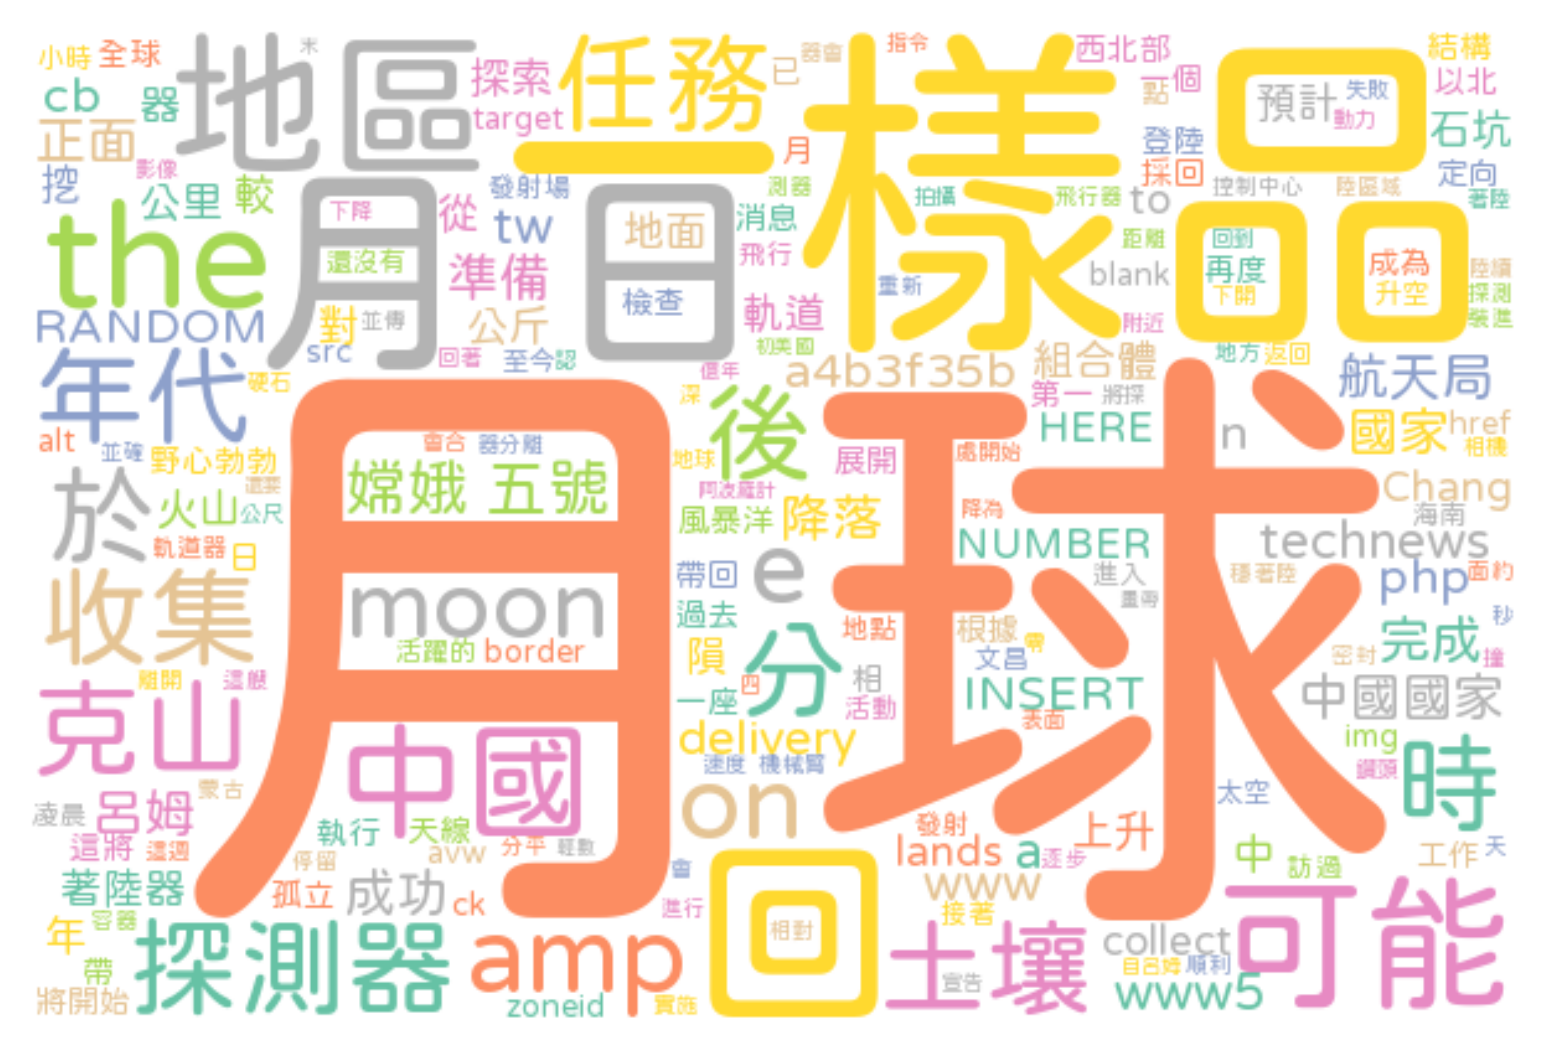 小時 全球 末 探索 任務 已 器會 指令 西北部 結構
cb 器 地區 target 一 樣品 點 個 預計 失敗 動力 以北
正面 影像 月 登陸 石坑
挖 公里 較 月日 發射場 測器 拍攝 飛行器 採回 控制中心 陸區域 定向
the 下降 從 tw 地面 消息 to 著陸
還沒有 準備 飛行 距離 回到 成為 陸續
檢查 重新 blank 再度 下開 升空 探測
RANDOM 對 並傳 公斤 軌道 附近 裝進
src 回著 至今 認 初美國 地方 返回
年代 硬石 億年 a4b3f35b 組合體 航天局
深 後 第一 將探 月球
alt 並確 野心勃勃 會合 器分離 地球 展開 HERE n 國家 href
處開始 相機
於 還要 嫦娥 五號 阿波羅計 Chang
火山 公尺 風暴洋 降落 降為 海南
軌道器 日 NUMBER technews
收集 moon 帶回 e 進入 穩著陸 php 面約
過去 地點 根據 秒
活躍的 border 隕 分 文昌 零 密封 完成 撞
克山 離開 這艘 一座 四 相 INSERT 中國國家
中國 活動 表面 img
delivery 鑽頭 時
呂姆 蒙古 速度 機械臂 太空
凌晨 on
這將 這週 執行 天線 發射 上升 中 訪過 工作 天
停留 avw 分平 輕數 lands a 逐步
著陸器 孤立 成功 ck 會 www
年 容器 進行 接著 可能
探測器 amp 回 相對 土壤 collect
帶 宣告 自呂姆 順利
將開始 zoneid 實施 www5